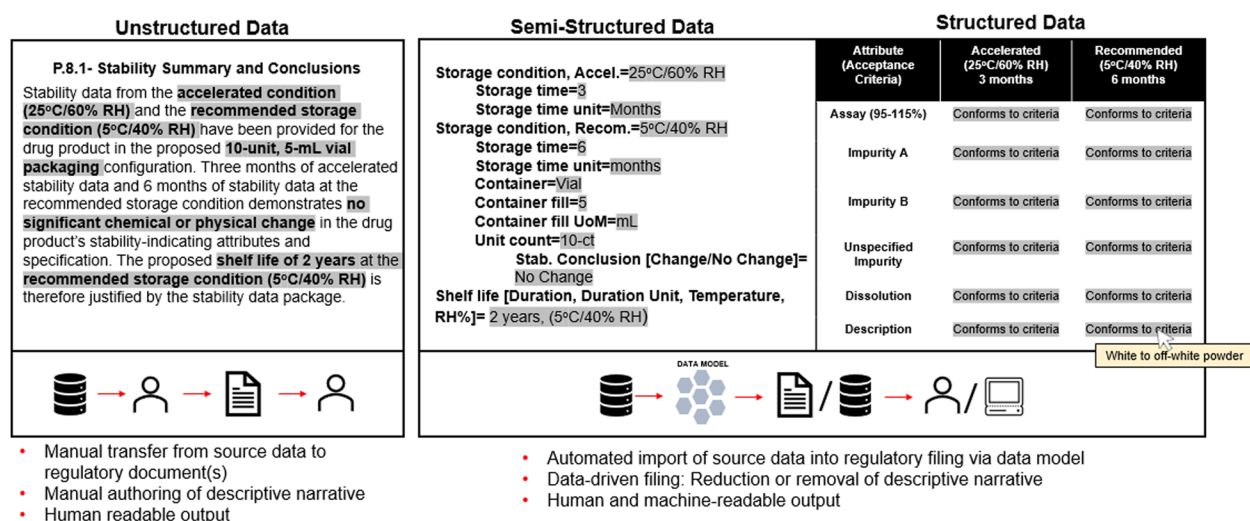 Unstructured Data
P.8.1- Stability Summary and Conclusions
Stability data from the accelerated condition
(25ºC/60% RH) and the recommended storage
condition (5ºC/40% RH) have been provided for the
drug product in the proposed 10-unit, 5-mL vial
packaging configuration. Three months of accelerated
stability data and 6 months of stability data at the
recommended storage condition demonstrates no
significant chemical or physical change in the drug
product's stability-indicating attributes and
specification. The proposed shelf life of 2 years at the
recommended storage condition (5ºC/40% RH) is
therefore justified by the stability data package.
Manual transfer from source data to
regulatory document(s)
Manual authoring of descriptive narrative
Human readable output
Semi-Structured Data
Storage condition, Accel.=25ºC/60% RH
Storage time=3
Storage time unit=Months
Storage condition, Recom.=5ºC/40% RH
Storage time=6
Storage time unit=months
Container=Vial
Container fill=5
Container fill UoM=mL
Unit count=10-ct
Stab. Conclusion [Change/No Change]=
No Change
Shelf life [Duration, Duration Unit, Temperature,
RH%]= 2 years, (5ºC/40% RH)
Structured Data
Attribute (Acceptance Criteria) Accelerated (25ºC/60% RH) 3 months Recommended (5ºC/40% RH) 6 months
Assay (95-115%) Conforms to criteria Conforms to criteria
Impurity A Conforms to criteria Conforms to criteria
Impurity B Conforms to criteria Conforms to criteria
Unspecified Impurity Conforms to criteria Conforms to criteria
Dissolution Conforms to criteria Conforms to criteria
Description Conforms to criteria Conforms to criteria
White to off-white powder
DATA MODEL
/
/
Automated import of source data into regulatory filing via data model
Data-driven filing: Reduction or removal of descriptive narrative
Human and machine-readable output